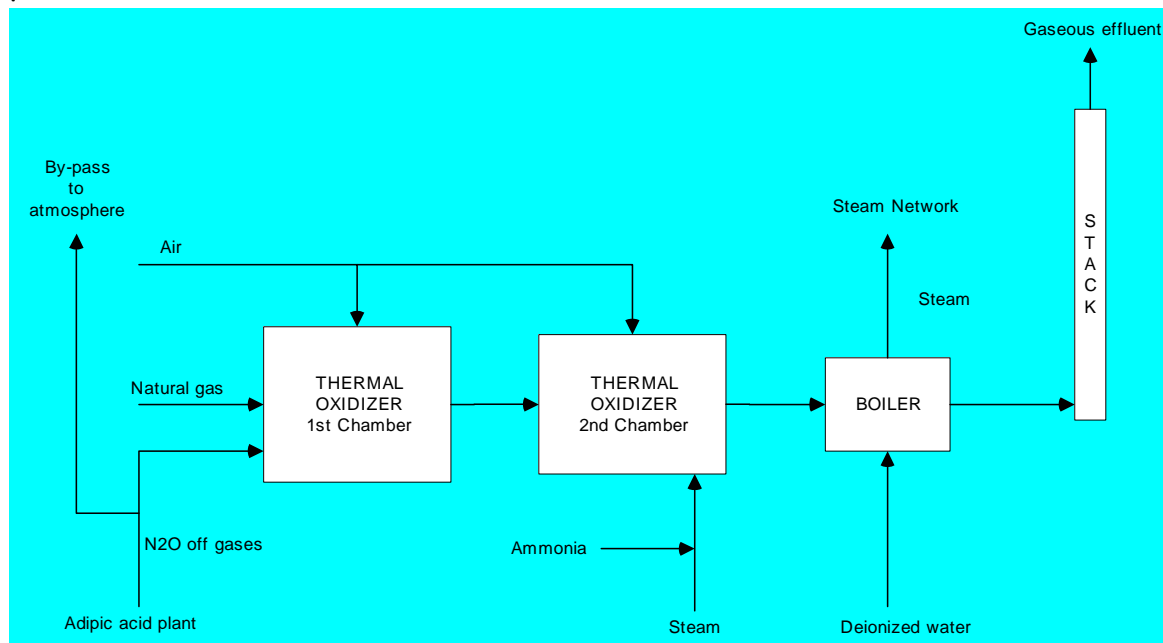 Gaseous effluent
By-pass
to
atmosphere
Steam Network
Air
Steam
S
T
A
C
K
Natural gas
THERMAL
OXIDIZER
1st Chamber
THERMAL
OXIDIZER
2nd Chamber
BOILER
N2O off gases
Ammonia
Adipic acid plant
Steam
Deionized water